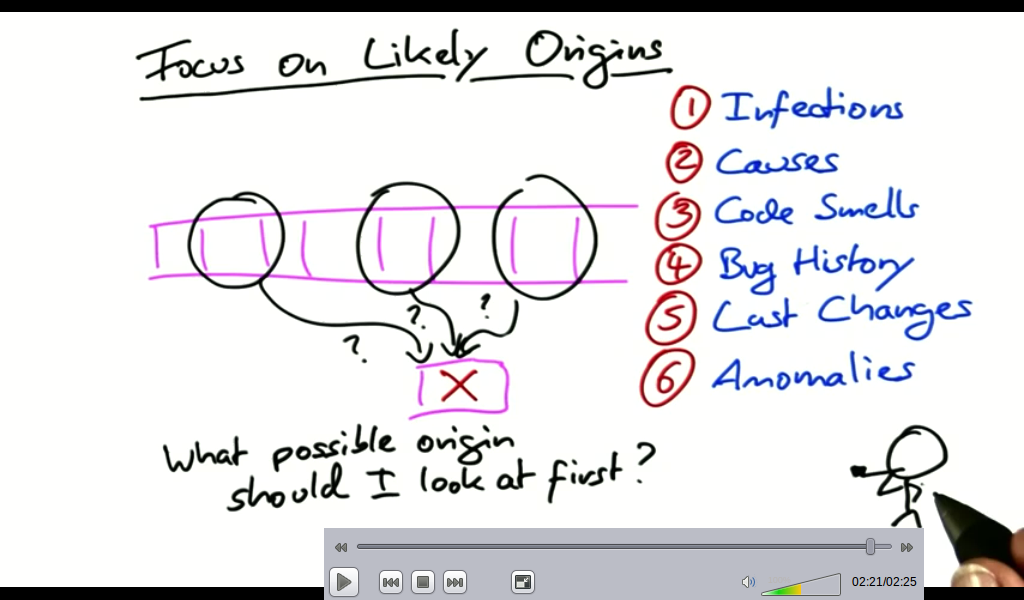 Focus on Likely Origins
① Infections
② Causes
③ Code Smells
④ Bug History
⑤ Last Changes
⑥ Anomalies
?
?
?
X
What possible origin
should I look at first?
02:21/02:25